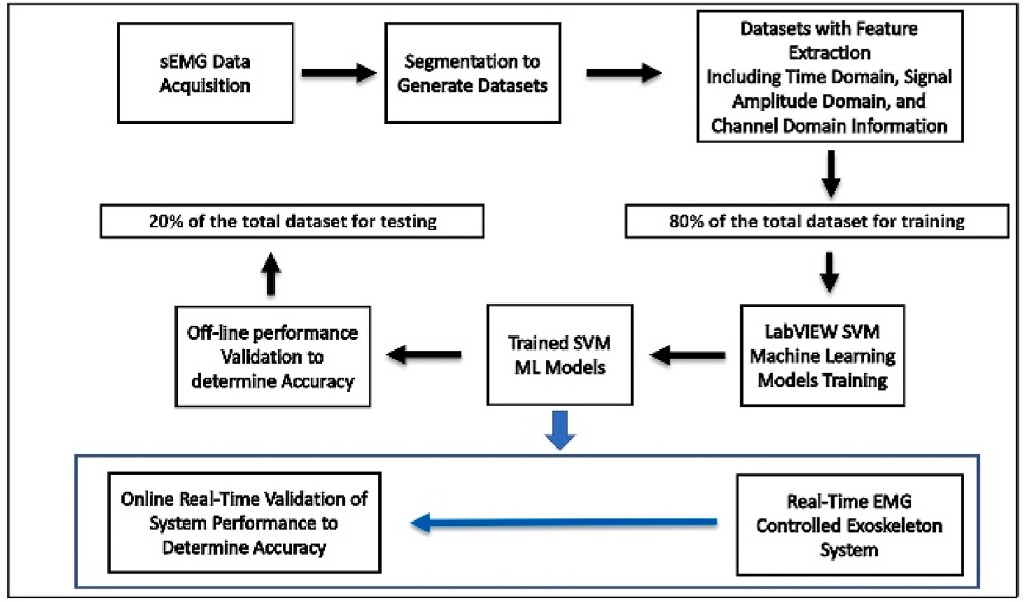 sEMG Data
Acquisition
Segmentation to
Generate Datasets
Datasets with Feature
Extraction
Including Time Domain, Signal
Amplitude Domain, and
Channel Domain Information
20% of the total dataset for testing
80% of the total dataset for training
Off-line performance
Validation to
determine Accuracy
Trained SVM
ML Models
LabVIEW SVM
Machine Learning
Models Training
Online Real-Time Validation of
System Performance to
Determine Accuracy
Real-Time EMG
Controlled Exoskeleton
System